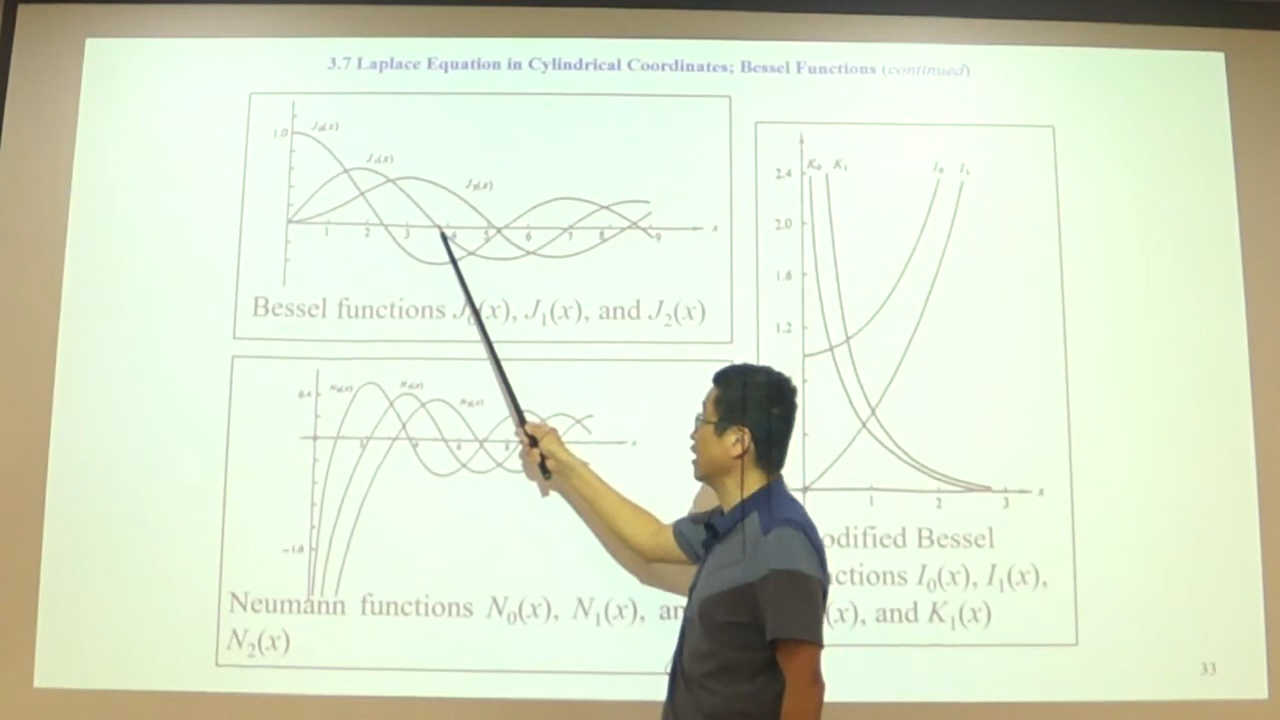 3.7 Laplace Equation in Cylindrical Coordinates; Bessel Functions (continued)
1.0
J₀(x)
J₁(x)
J₂(x)
x
1 2 3 4 5 6 7 8 9
Bessel functions J₀(x), J₁(x), and J₂(x)
0.4
N₀(x)
N₁(x)
N₂(x)
x
-1.0
Neumann functions N₀(x), N₁(x),
N₂(x)
K₀ K₁ I₀ I₁
2.4
2.0
1.6
1.2
1 2 3
x
odified Bessel
ctions I₀(x), I₁(x),
(x), and K₁(x)
33